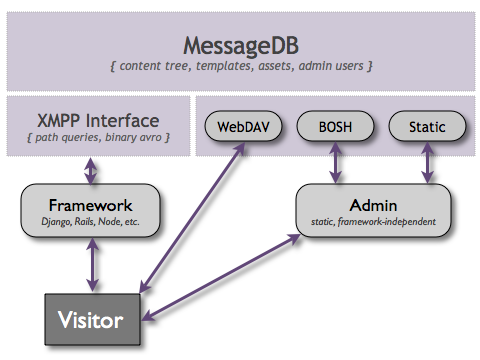 MessageDB
{ content tree, templates, assets, admin users }
XMPP Interface
{ path queries, binary avro }
WebDAV
BOSH
Static
Framework
Django, Rails, Node, etc.
Admin
static, framework-independent
Visitor